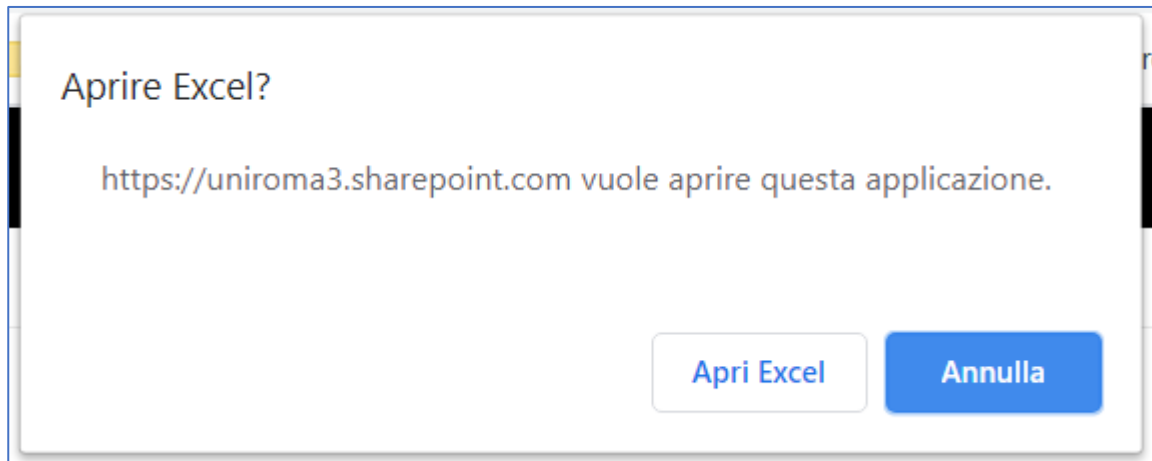 Aprire Excel?
https://uniroma3.sharepoint.com vuole aprire questa applicazione.
Apri Excel
Annulla